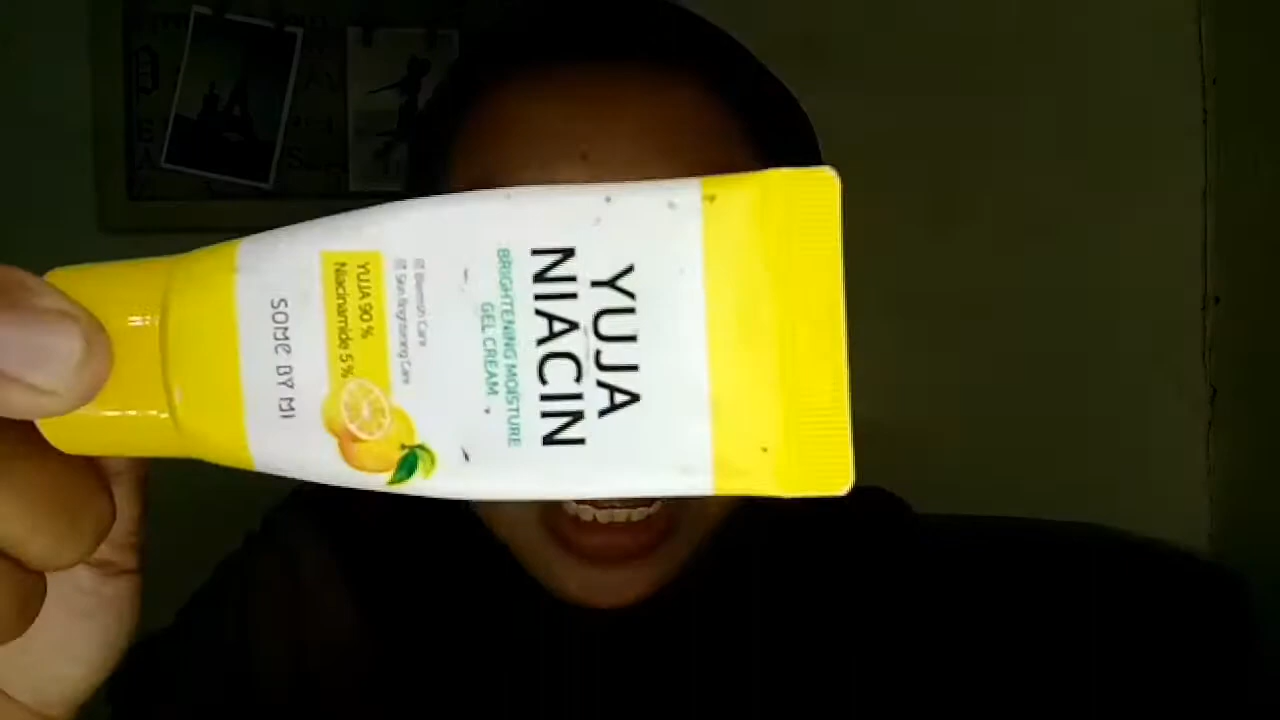 YUJA
NIACIN
BRIGHTENING MOISTURE
GEL CREAM
Blemish Care
Skin Brightening Care
YUJA 90 %
Niacinamide 5 %
SOME BY MI